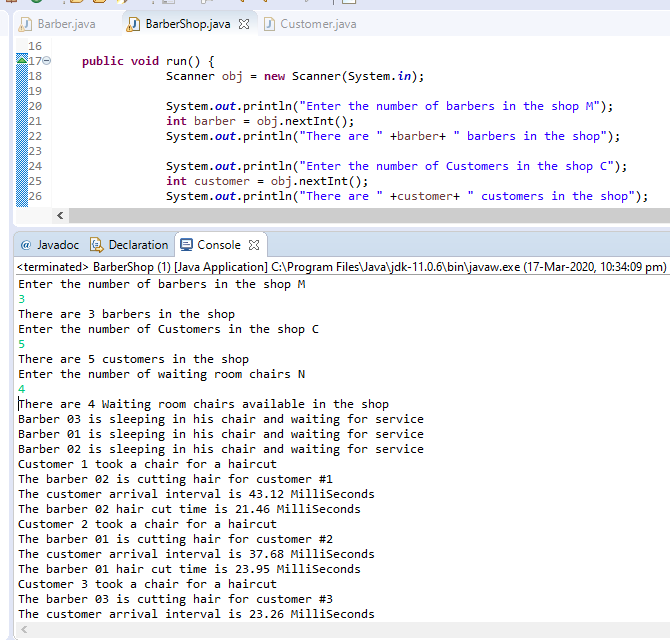 Barber.java BarberShop.java Customer.java
16
17 public void run() {
18 Scanner obj = new Scanner(System.in);
19
20 System.out.println("Enter the number of barbers in the shop M");
21 int barber = obj.nextInt();
22 System.out.println("There are " +barber+ " barbers in the shop");
23
24 System.out.println("Enter the number of Customers in the shop C");
25 int customer = obj.nextInt();
26 System.out.println("There are " +customer+ " customers in the shop");
@ Javadoc Declaration Console
<terminated> BarberShop (1) [Java Application] C:\Program Files\Java\jdk-11.0.6\bin\javaw.exe (17-Mar-2020, 10:34:09 pm)
Enter the number of barbers in the shop M
3
There are 3 barbers in the shop
Enter the number of Customers in the shop C
5
There are 5 customers in the shop
Enter the number of waiting room chairs N
4
There are 4 Waiting room chairs available in the shop
Barber 03 is sleeping in his chair and waiting for service
Barber 01 is sleeping in his chair and waiting for service
Barber 02 is sleeping in his chair and waiting for service
Customer 1 took a chair for a haircut
The barber 02 is cutting hair for customer #1
The customer arrival interval is 43.12 MilliSeconds
The barber 02 hair cut time is 21.46 MilliSeconds
Customer 2 took a chair for a haircut
The barber 01 is cutting hair for customer #2
The customer arrival interval is 37.68 MilliSeconds
The barber 01 hair cut time is 23.95 MilliSeconds
Customer 3 took a chair for a haircut
The barber 03 is cutting hair for customer #3
The customer arrival interval is 23.26 MilliSeconds